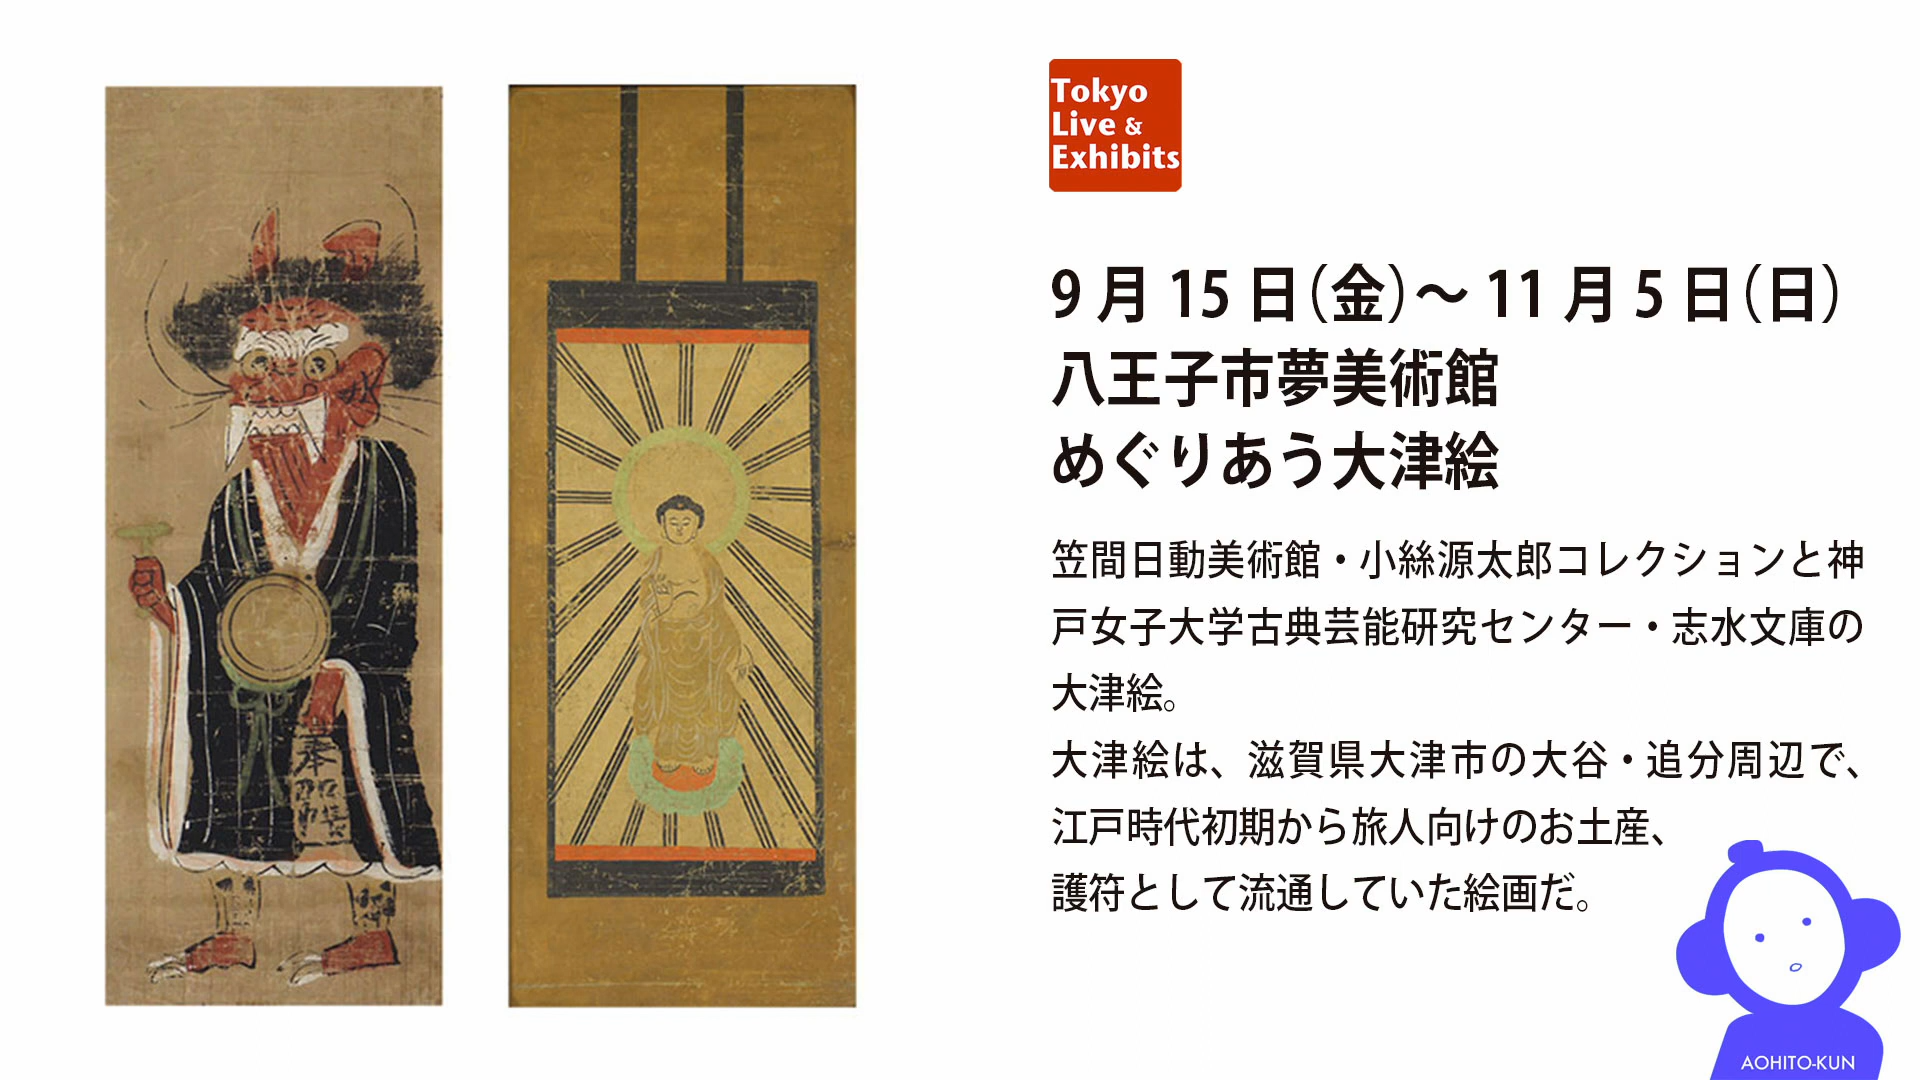 Tokyo
Live &
Exhibits
9月15日(金)〜11月5日(日)
八王子市夢美術館
めぐりあう大津絵
笠間日動美術館・小絲源太郎コレクションと神
戸女子大学古典芸能研究センター・志水文庫の
大津絵。
大津絵は、滋賀県大津市の大谷・追分周辺で、
江戸時代初期から旅人向けのお土産、
護符として流通していた絵画だ。
AOHITO-KUN